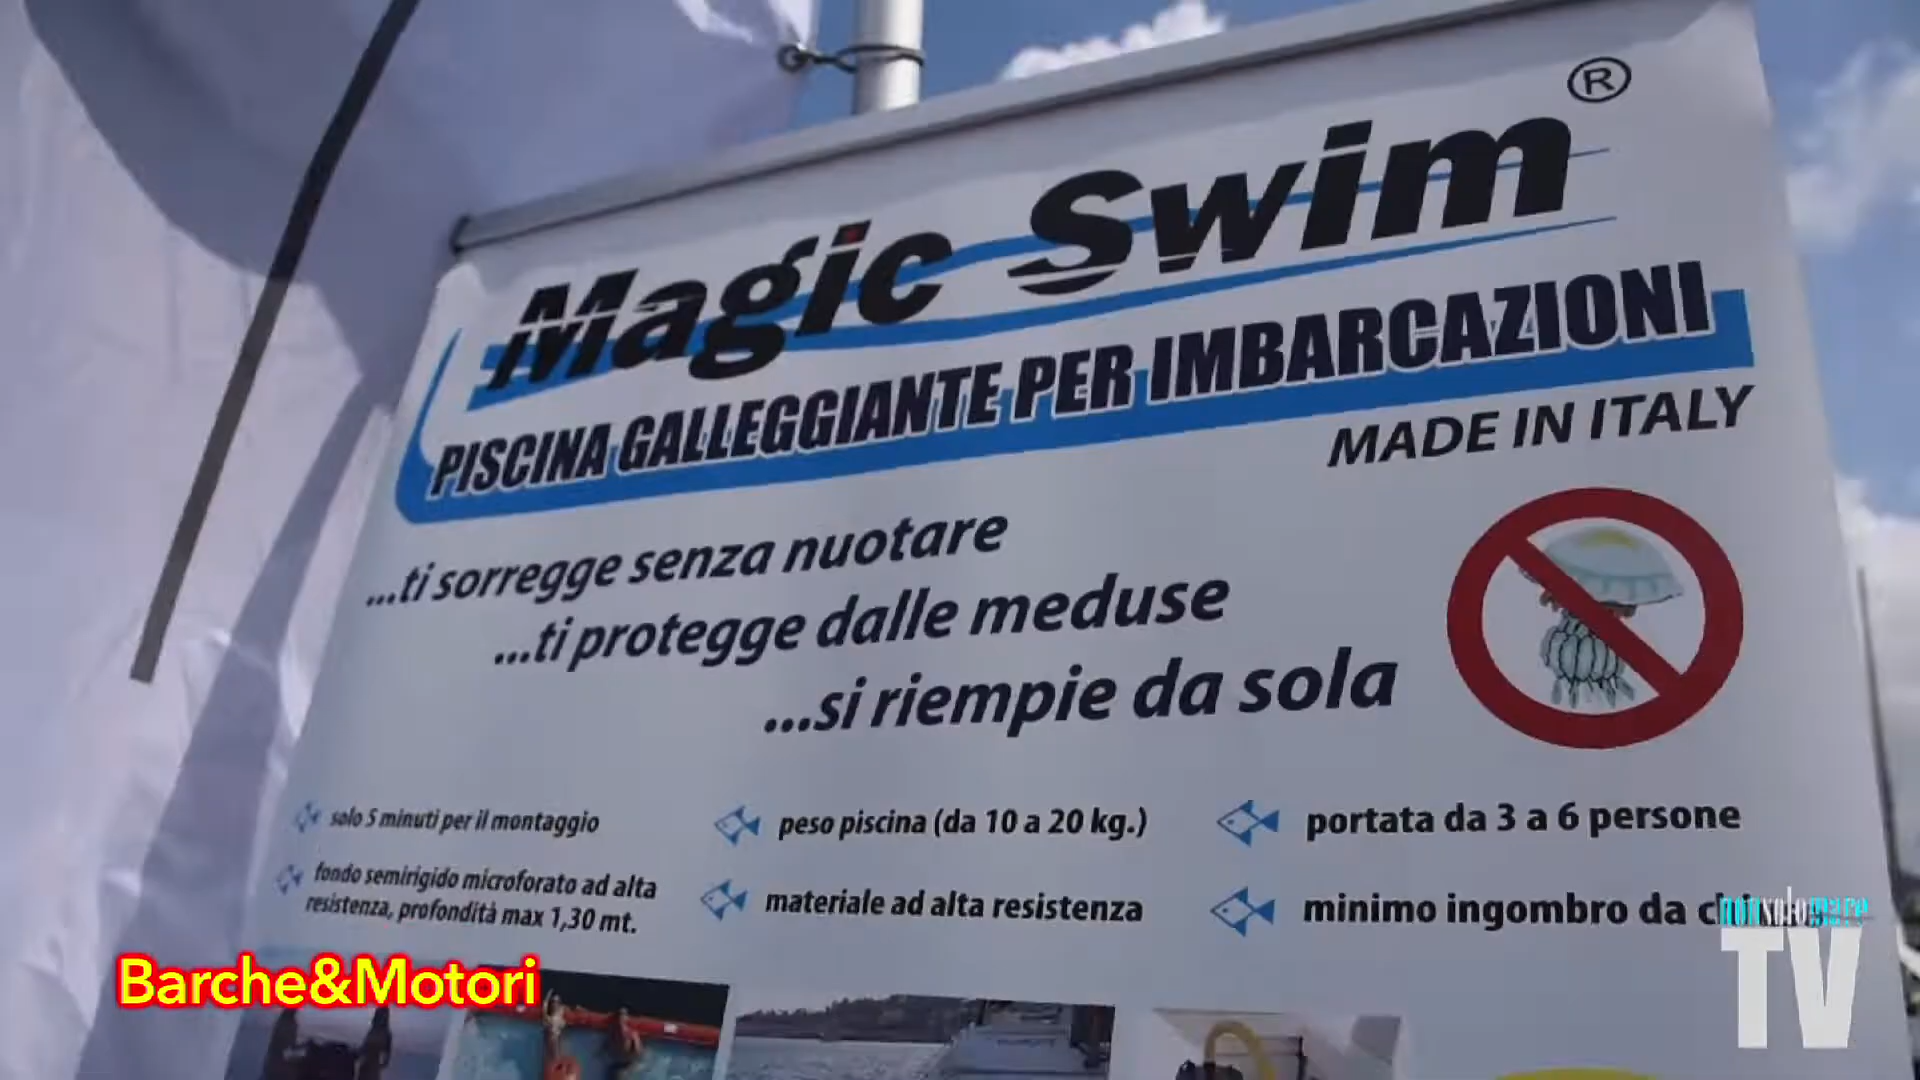 Magic Swim ®
PISCINA GALLEGGIANTE PER IMBARCAZIONI
MADE IN ITALY
...ti sorregge senza nuotare
...ti protegge dalle meduse
...si riempie da sola
solo 5 minuti per il montaggio
peso piscina (da 10 a 20 kg.)
portata da 3 a 6 persone
fondo semirigido microforato ad alta
resistenza, profondità max 1,30 mt.
materiale ad alta resistenza
minimo ingombro da
nonsolomare
TV
Barche&Motori